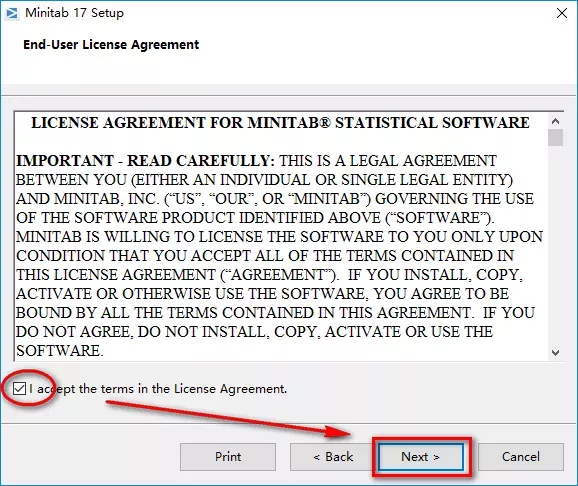 Minitab 17 Setup
End-User License Agreement
LICENSE AGREEMENT FOR MINITAB® STATISTICAL SOFTWARE
IMPORTANT - READ CAREFULLY: THIS IS A LEGAL AGREEMENT
BETWEEN YOU (EITHER AN INDIVIDUAL OR SINGLE LEGAL ENTITY)
AND MINITAB, INC. (“US”, “OUR”, OR “MINITAB”) GOVERNING THE USE
OF THE SOFTWARE PRODUCT IDENTIFIED ABOVE (“SOFTWARE”).
MINITAB IS WILLING TO LICENSE THE SOFTWARE TO YOU ONLY UPON
CONDITION THAT YOU ACCEPT ALL OF THE TERMS CONTAINED IN
THIS LICENSE AGREEMENT (“AGREEMENT”).  IF YOU INSTALL, COPY,
ACTIVATE OR OTHERWISE USE THE SOFTWARE, YOU AGREE TO BE
BOUND BY ALL THE TERMS CONTAINED IN THIS AGREEMENT.  IF YOU
DO NOT AGREE, DO NOT INSTALL, COPY, ACTIVATE OR USE THE
SOFTWARE.
I accept the terms in the License Agreement.
Print
< Back
Next >
Cancel